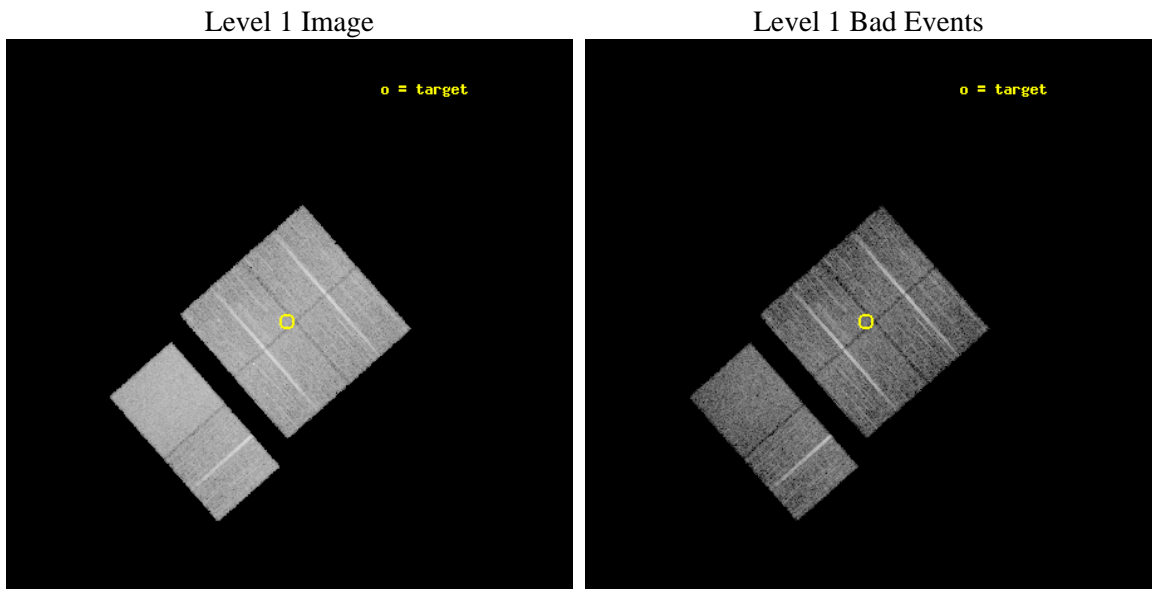 Level 1 Image
Level 1 Bad Events
o = target
o = target